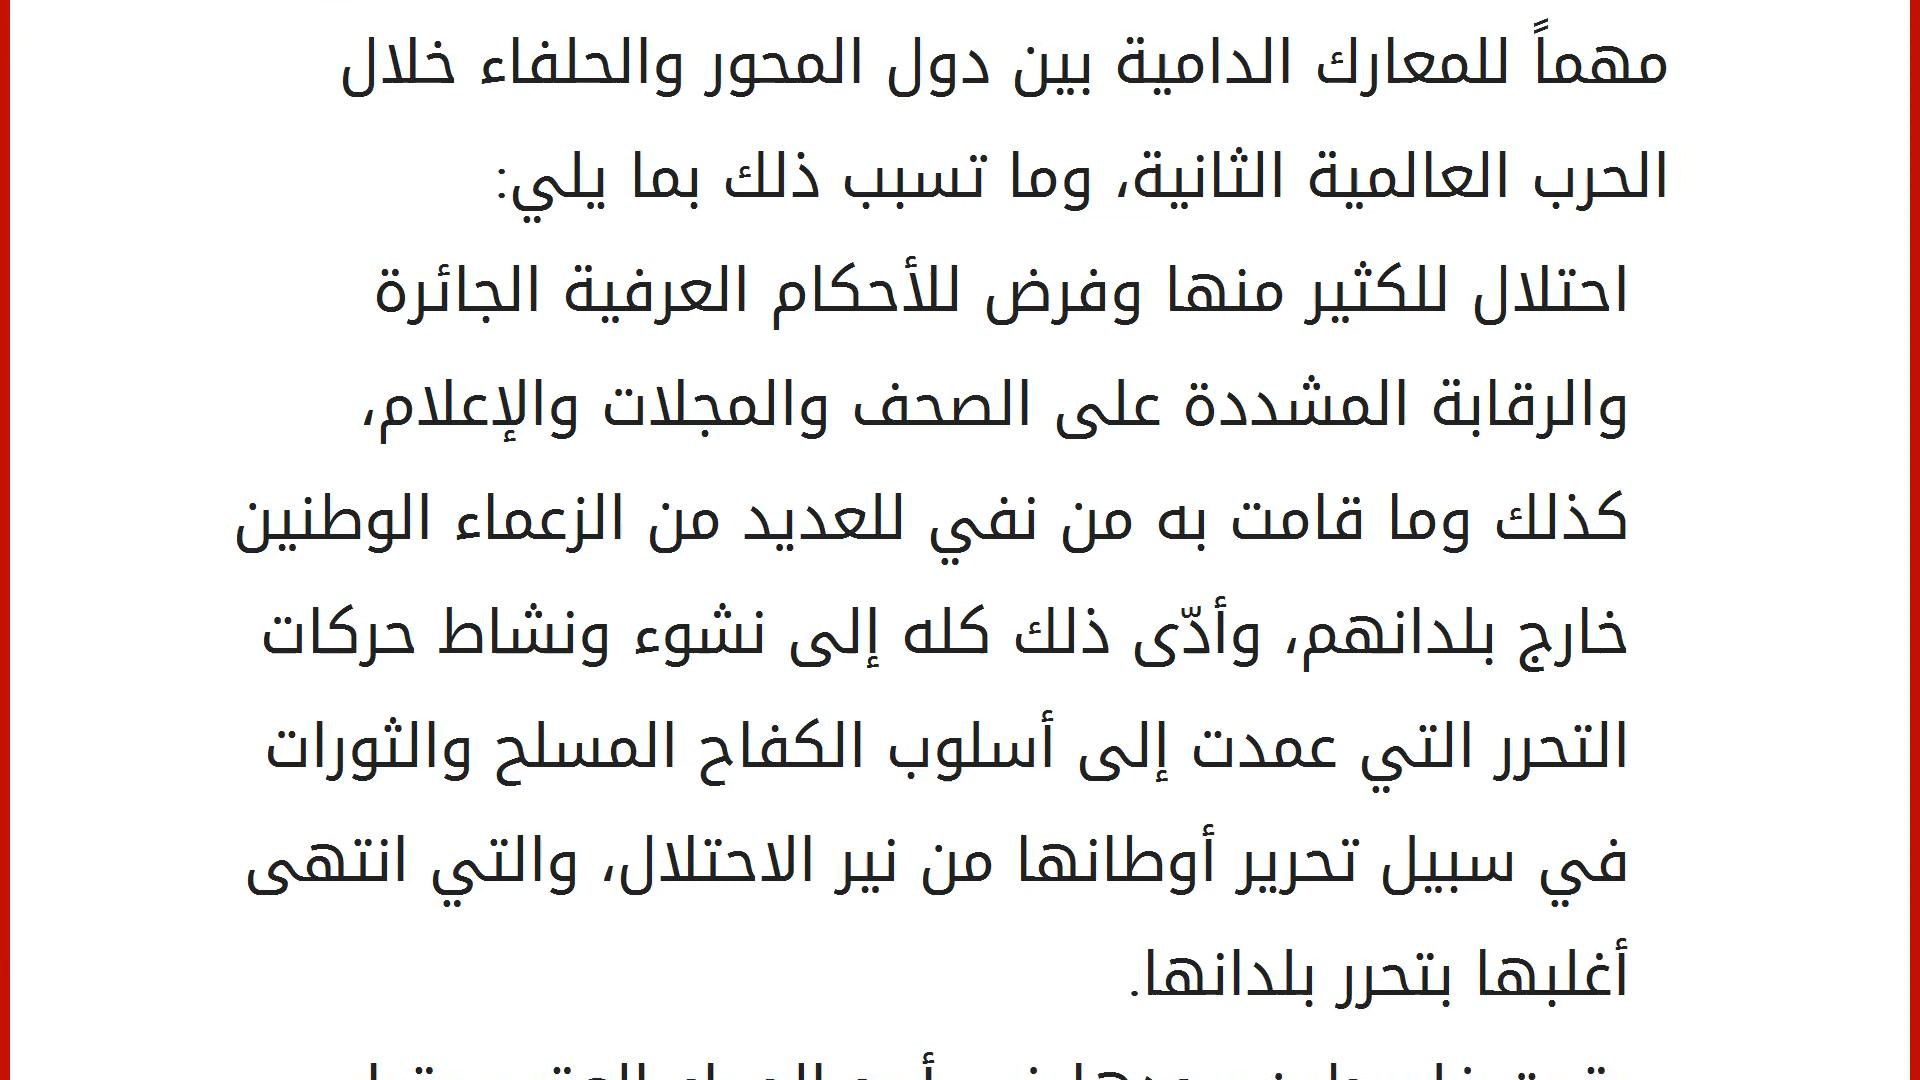 مهماً للمعارك الدامية بين دول المحور والحلفاء خلال
الحرب العالمية الثانية، وما تسبب ذلك بما يلي:
احتلال للكثير منها وفرض للأحكام العرفية الجائرة
والرقابة المشددة على الصحف والمجلات والإعلام،
كذلك وما قامت به من نفي للعديد من الزعماء الوطنين
خارج بلدانهم، وأدّى ذلك كله إلى نشوء ونشاط حركات
التحرر التي عمدت إلى أسلوب الكفاح المسلح والثورات
في سبيل تحرير أوطانها من نير الاحتلال، والتي انتهى
أغلبها بتحرر بلدانها.